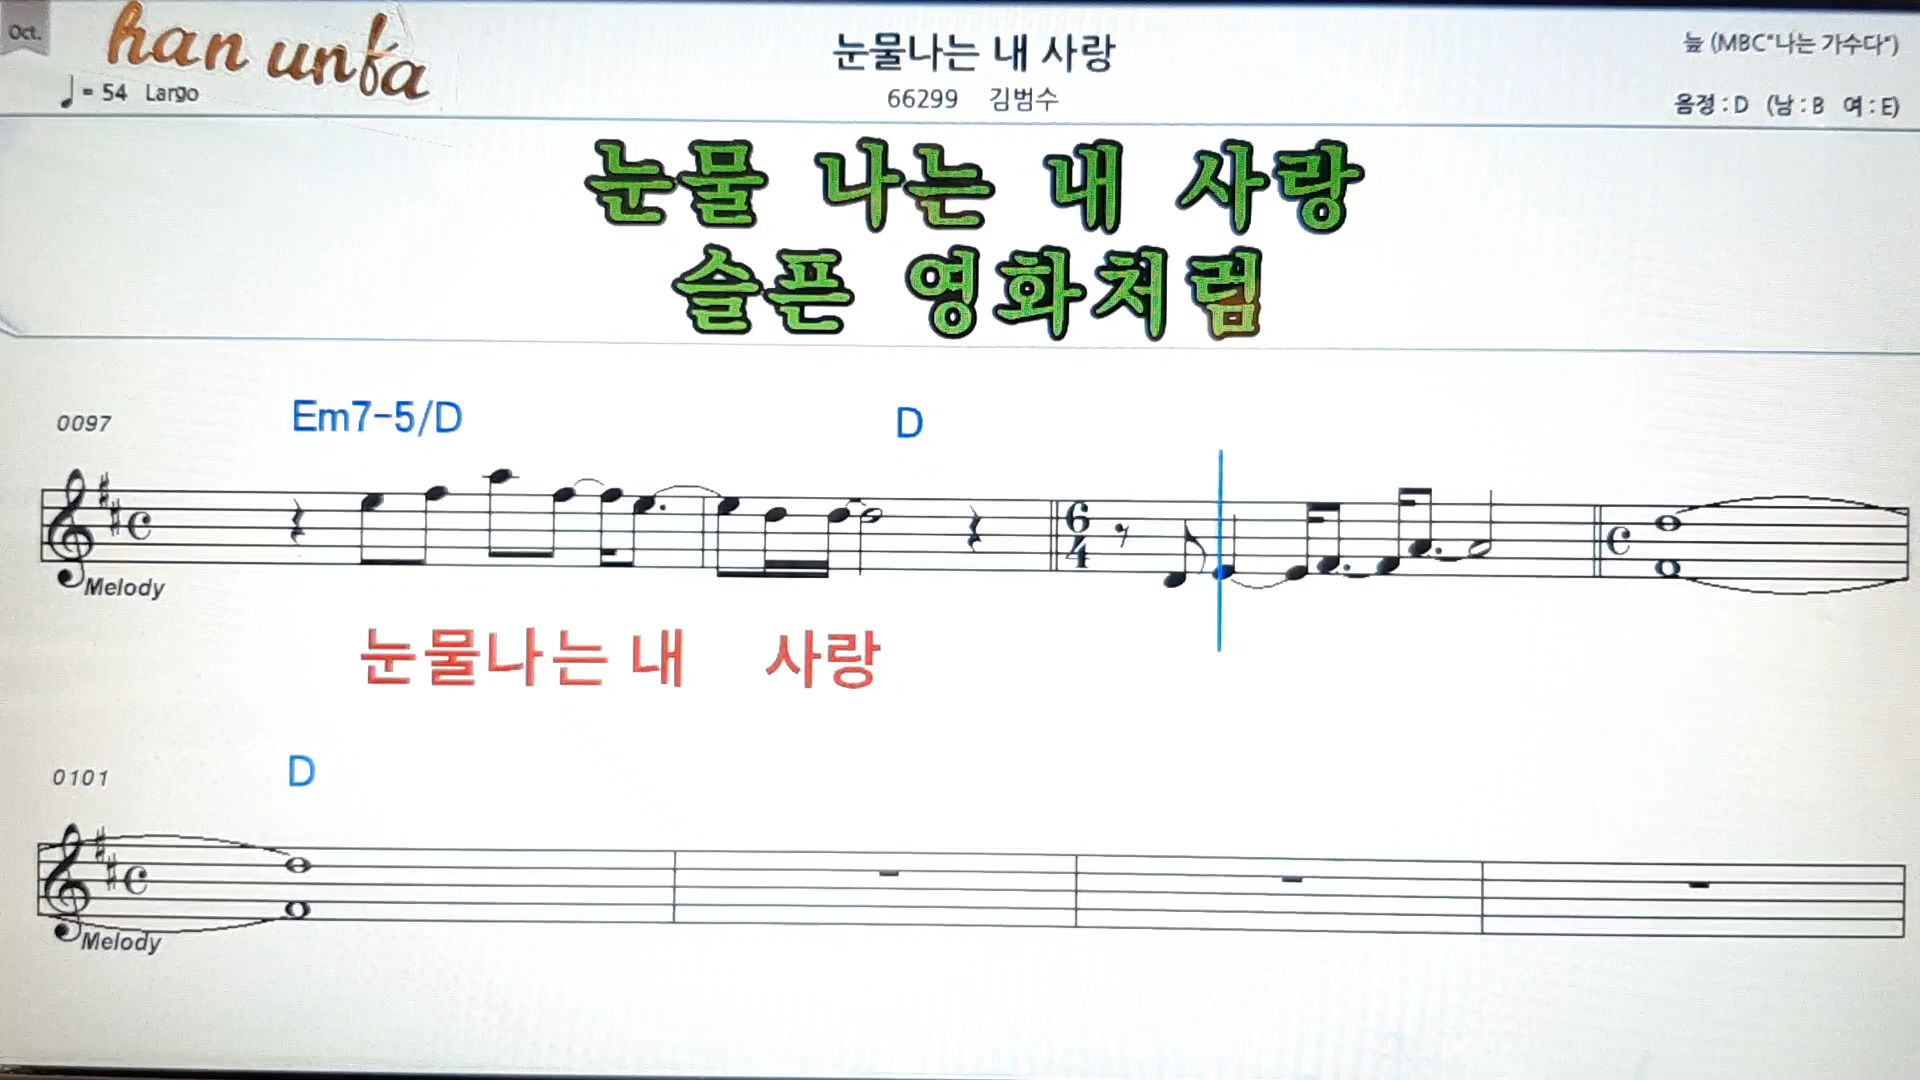 Oct.
han unfa
♩= 54 Largo
눈물나는 내 사랑
66299 김범수
늪 (MBC"나는 가수다")
음정 : D (남 : B 여 : E)
눈물 나는 내 사랑
슬픈 영화처럼
0097
Em7-5/D D
6
4
Melody
눈물나는 내 사랑
0101
D
Melody